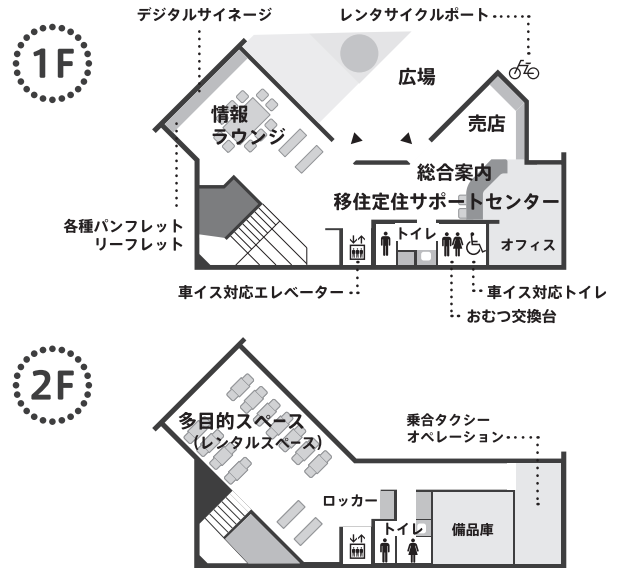 デジタルサイネージ
レンタサイクルポート
1F
広場
情報
ラウンジ
売店
総合案内
移住定住サポートセンター
各種パンフレット
リーフレット
トイレ
オフィス
車イス対応エレベーター
車イス対応トイレ
おむつ交換台
2F
多目的スペース
(レンタルスペース)
乗合タクシー
オペレーション
ロッカー
トイレ
備品庫